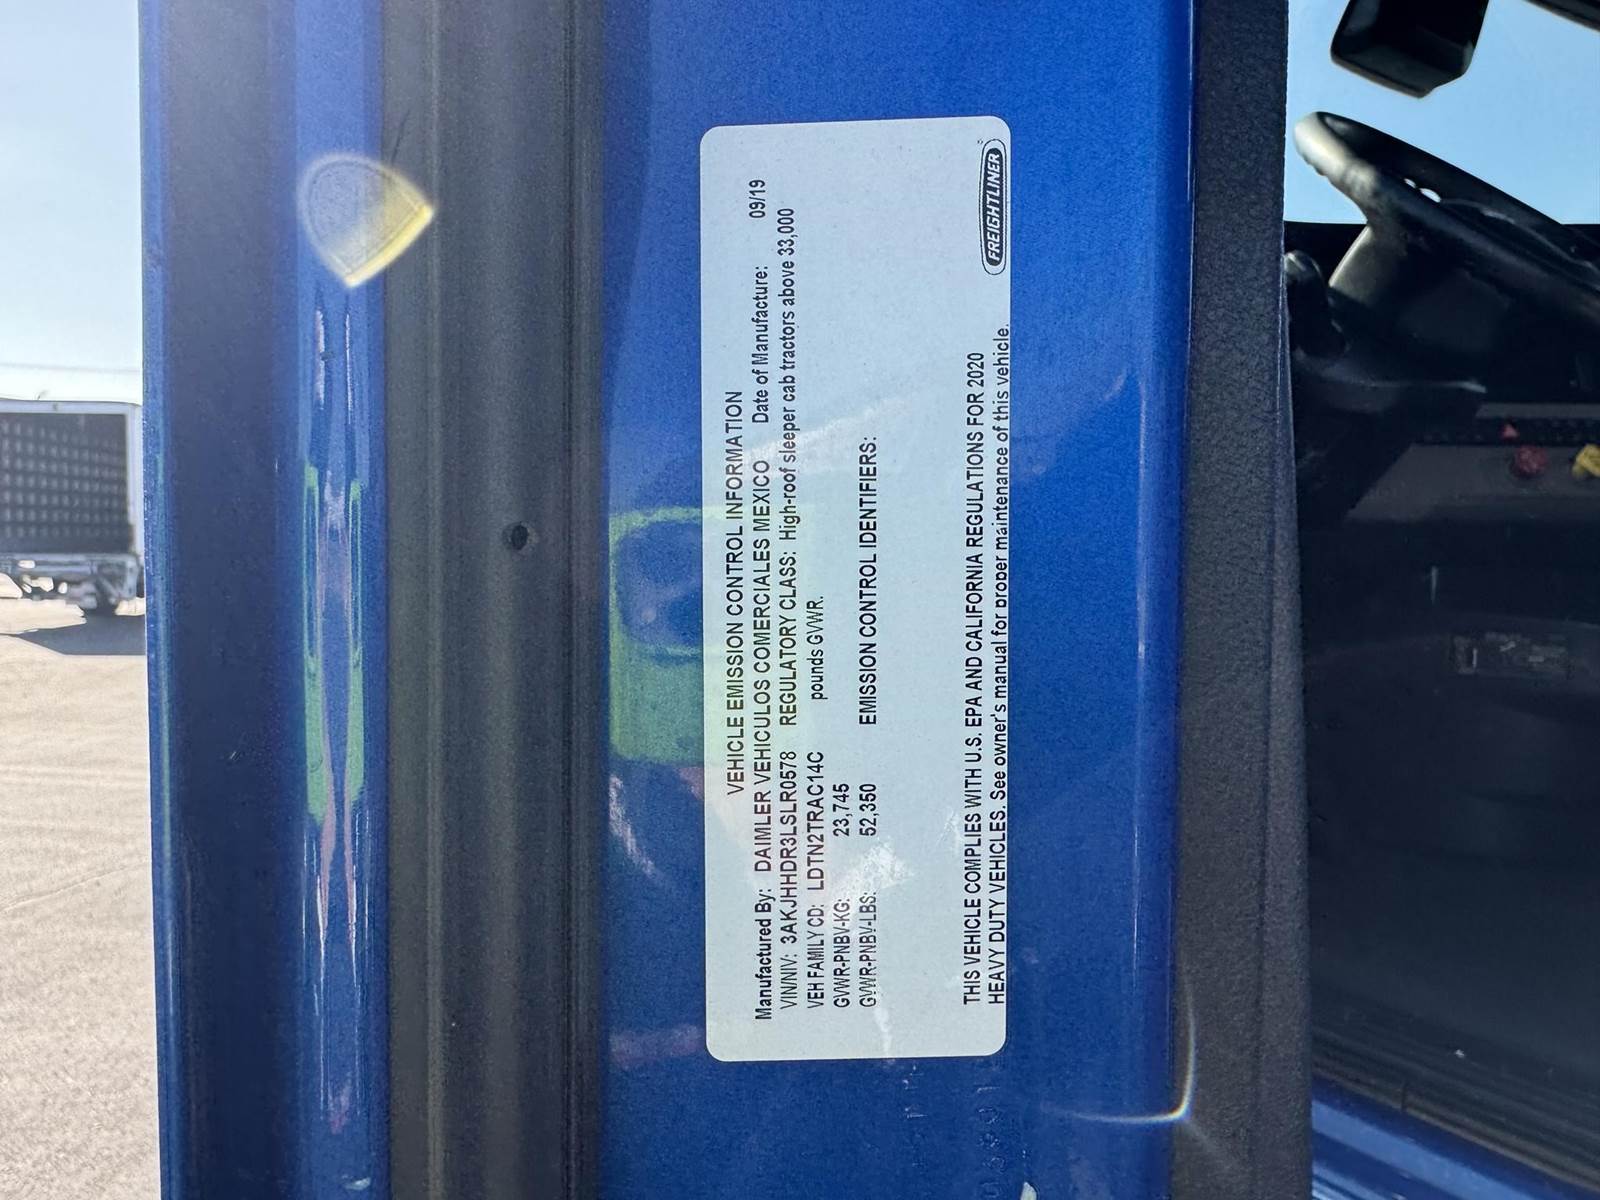 VEHICLE EMISSION CONTROL INFORMATION
Manufactured By: DAIMLER VEHICULOS COMERCIALES MEXICO Date of Manufacture: 09/19
VIN/NIV: 3AKJHHDR3LSLR0578 REGULATORY CLASS: High-roof sleeper cab tractors above 33,000
VEH FAMILY CD: LDTN2TRAC14C pounds GVWR.
GVWR-PNBV-KG: 23,745
GVWR-PNBV-LBS: 52,350 EMISSION CONTROL IDENTIFIERS:
THIS VEHICLE COMPLIES WITH U.S. EPA AND CALIFORNIA REGULATIONS FOR 2020
HEAVY DUTY VEHICLES. See owner's manual for proper maintenance of this vehicle.
FREIGHTLINER